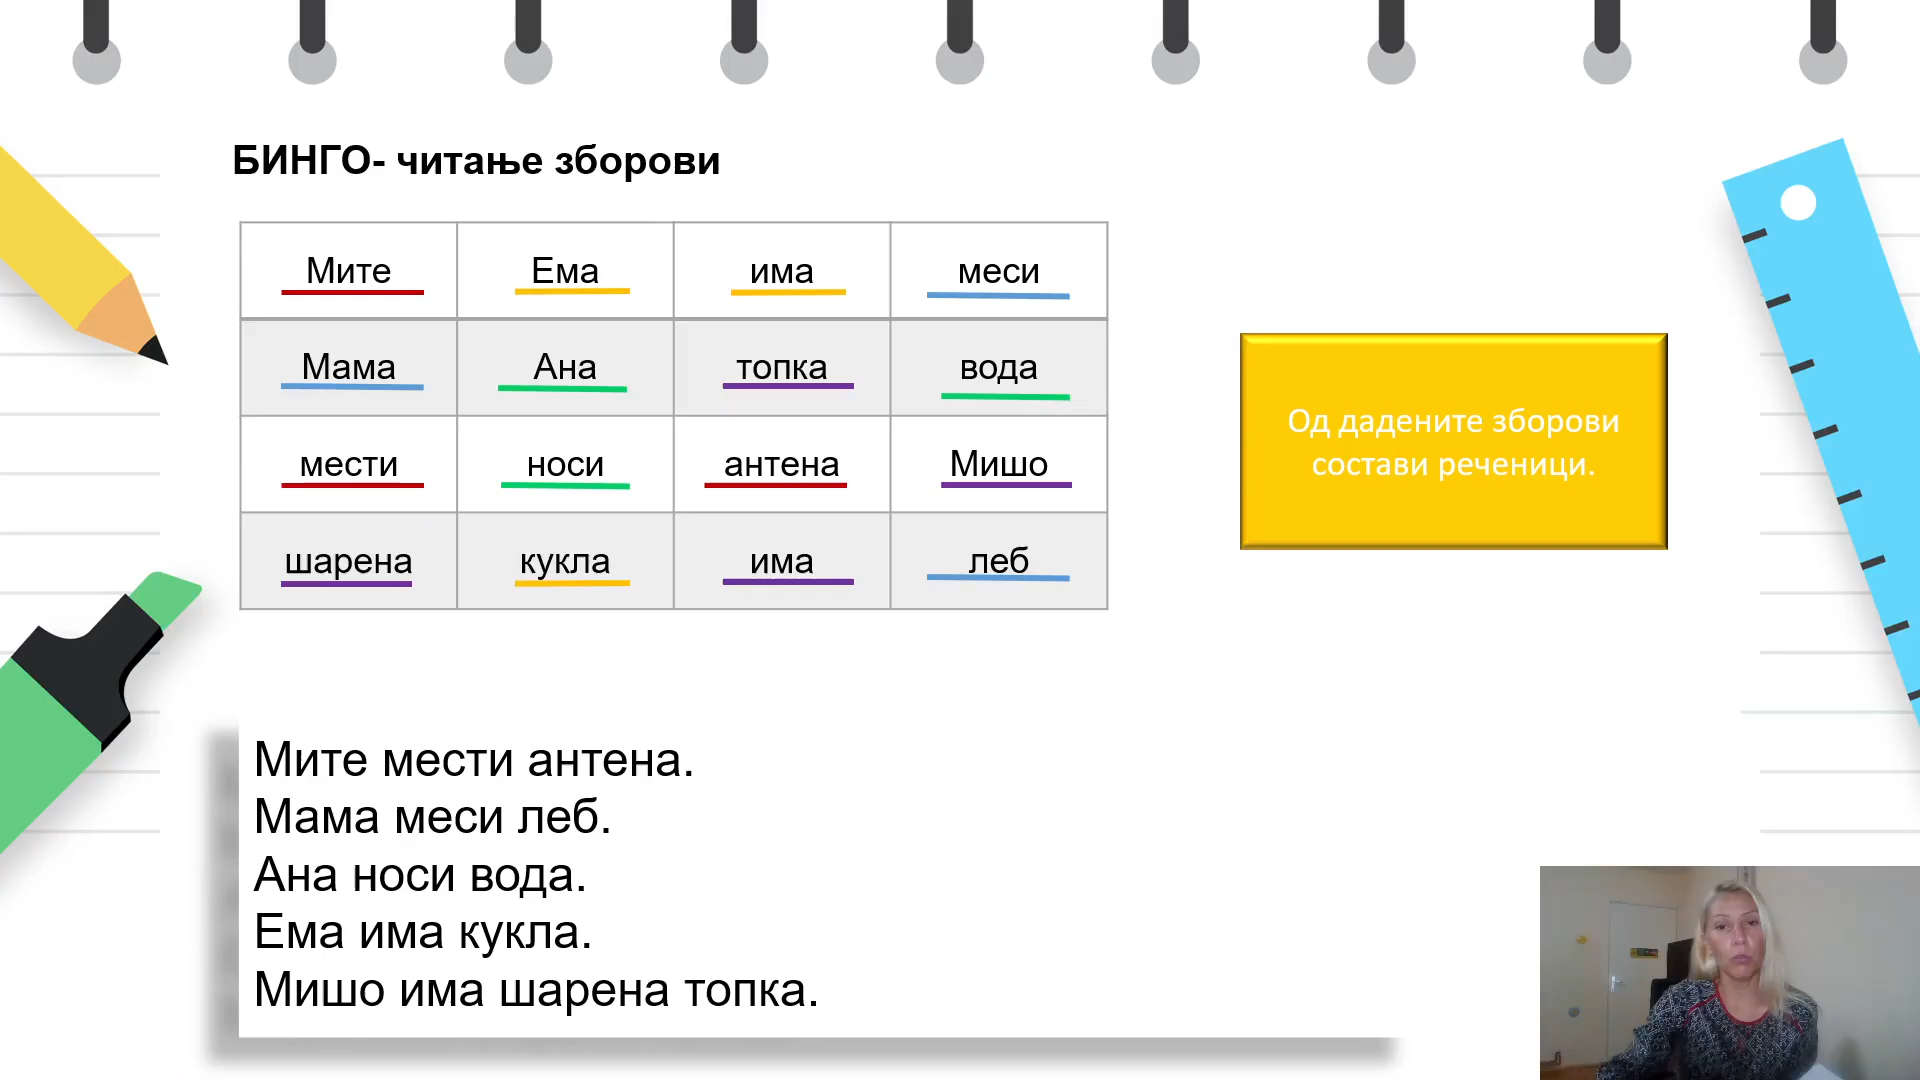 БИНГО- читање зборови
Мите Ема има меси
Мама Ана топка вода
мести носи антена Мишо
шарена кукла има леб
Од дадените зборови
состави реченици.
Мите мести антена.
Мама меси леб.
Ана носи вода.
Ема има кукла.
Мишо има шарена топка.